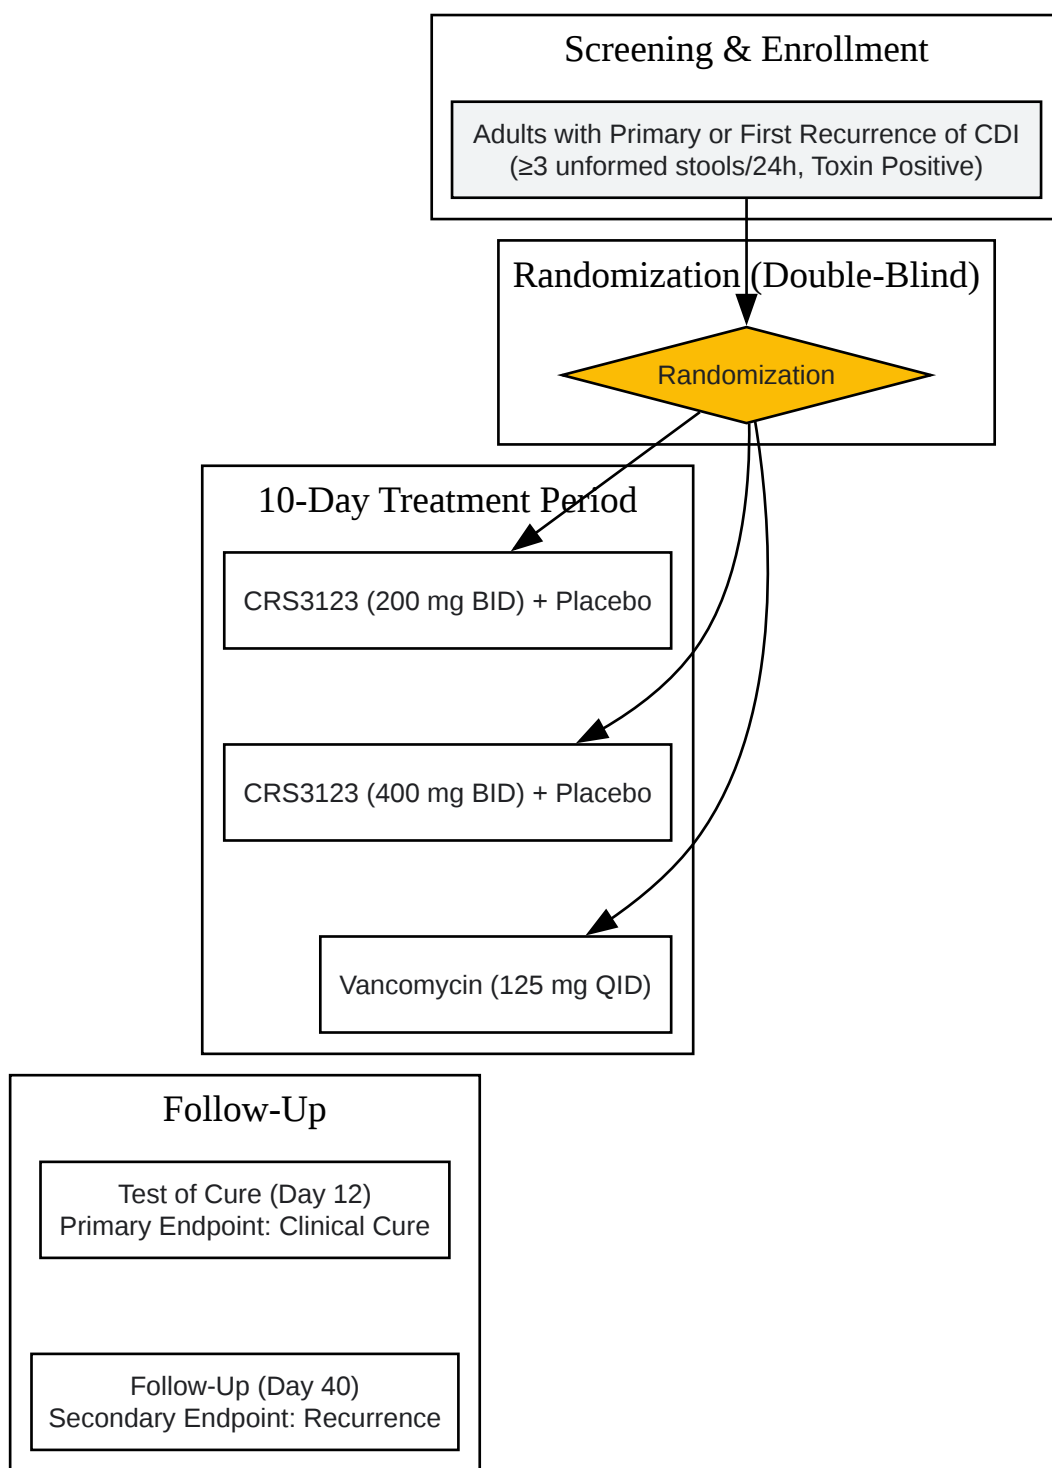 Screening & Enrollment
Adults with Primary or First Recurrence of CDI
(≥3 unformed stools/24h, Toxin Positive)
Randomization (Double-Blind)
Randomization
10-Day Treatment Period
CRS3123 (200 mg BID) + Placebo
CRS3123 (400 mg BID) + Placebo
Vancomycin (125 mg QID)
Follow-Up
Test of Cure (Day 12)
Primary Endpoint: Clinical Cure
Follow-Up (Day 40)
Secondary Endpoint: Recurrence